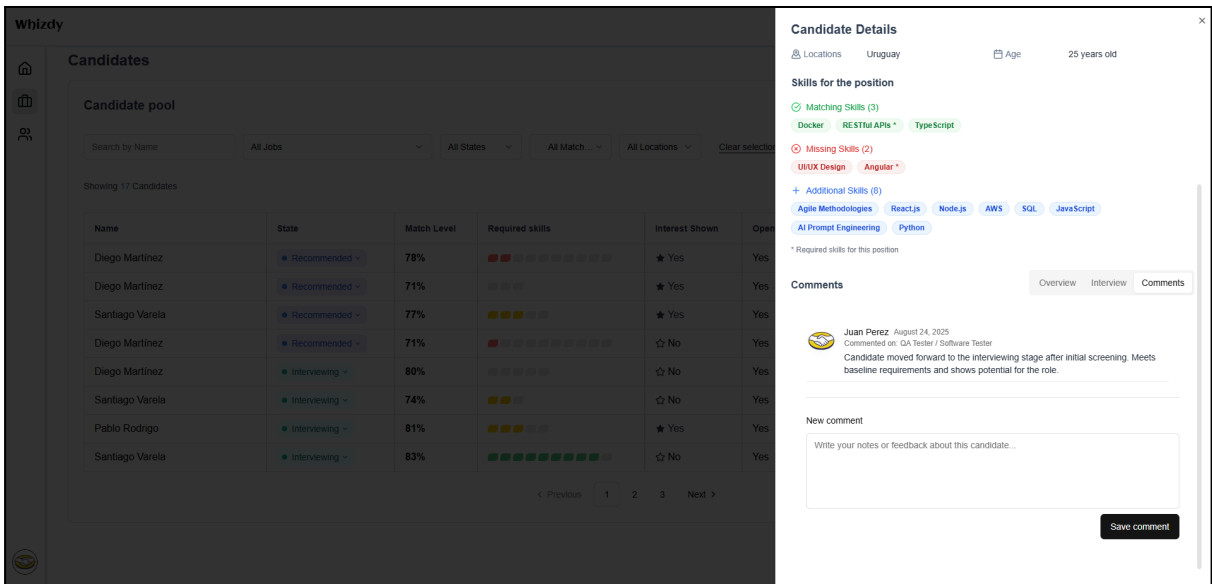 Whizdy
Candidates
Candidate pool
Search by Name All Jobs All States All Match... All Locations Clear selection
Showing 17 Candidates
Name State Match Level Required skills Interest Shown Open
Diego Martínez Recommended 78% Yes Yes
Diego Martínez Recommended 71% Yes Yes
Santiago Varela Recommended 77% Yes Yes
Diego Martínez Recommended 71% No Yes
Diego Martínez Interviewing 80% No Yes
Santiago Varela Interviewing 74% No Yes
Pablo Rodrigo Interviewing 81% Yes Yes
Santiago Varela Interviewing 83% No Yes
< Previous 1 2 3 Next >
Candidate Details
Locations Uruguay Age 25 years old
Skills for the position
Matching Skills (3)
Docker RESTful APIs * TypeScript
Missing Skills (2)
UI/UX Design Angular *
+ Additional Skills (8)
Agile Methodologies React.js Node.js AWS SQL JavaScript
AI Prompt Engineering Python
* Required skills for this position
Comments Overview Interview Comments
Juan Perez August 24, 2025
Commented on: QA Tester / Software Tester
Candidate moved forward to the interviewing stage after initial screening. Meets
baseline requirements and shows potential for the role.
New comment
Write your notes or feedback about this candidate...
Save comment